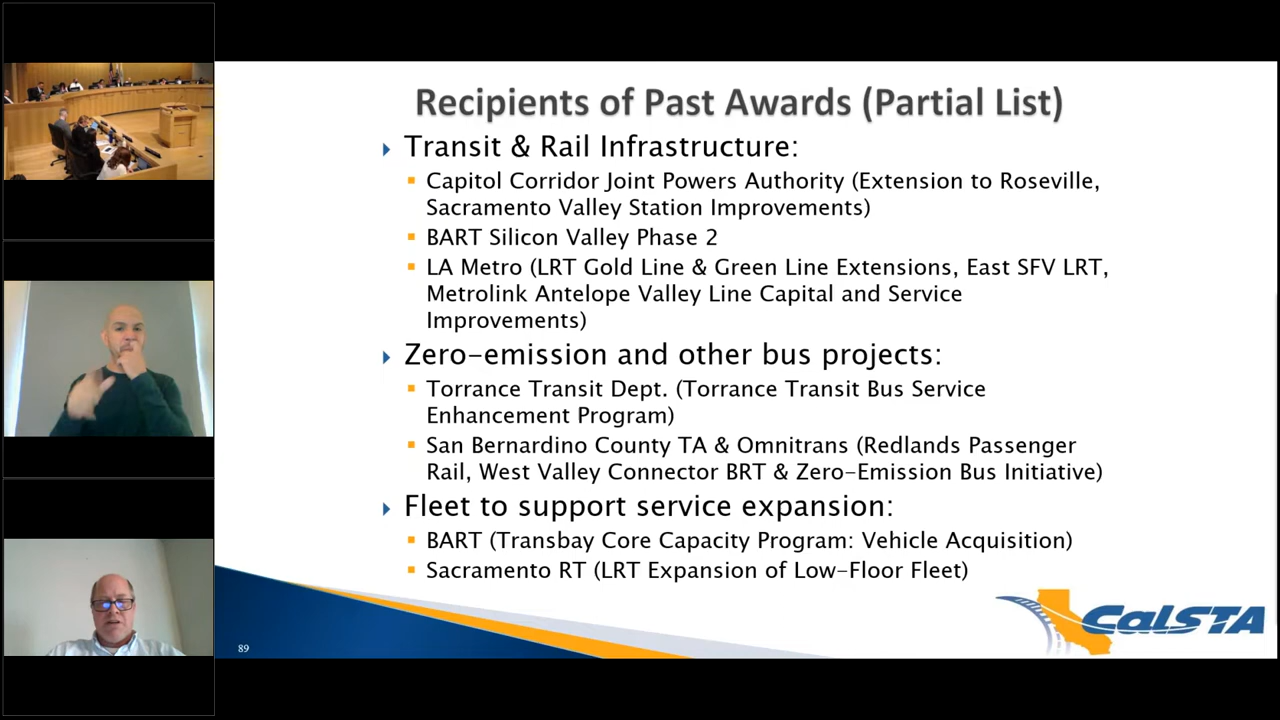 Recipients of Past Awards (Partial List)
Transit & Rail Infrastructure:
Capitol Corridor Joint Powers Authority (Extension to Roseville,
Sacramento Valley Station Improvements)
BART Silicon Valley Phase 2
LA Metro (LRT Gold Line & Green Line Extensions, East SFV LRT,
Metrolink Antelope Valley Line Capital and Service
Improvements)
Zero-emission and other bus projects:
Torrance Transit Dept. (Torrance Transit Bus Service
Enhancement Program)
San Bernardino County TA & Omnitrans (Redlands Passenger
Rail, West Valley Connector BRT & Zero-Emission Bus Initiative)
Fleet to support service expansion:
BART (Transbay Core Capacity Program: Vehicle Acquisition)
Sacramento RT (LRT Expansion of Low-Floor Fleet)
CalSTA
89